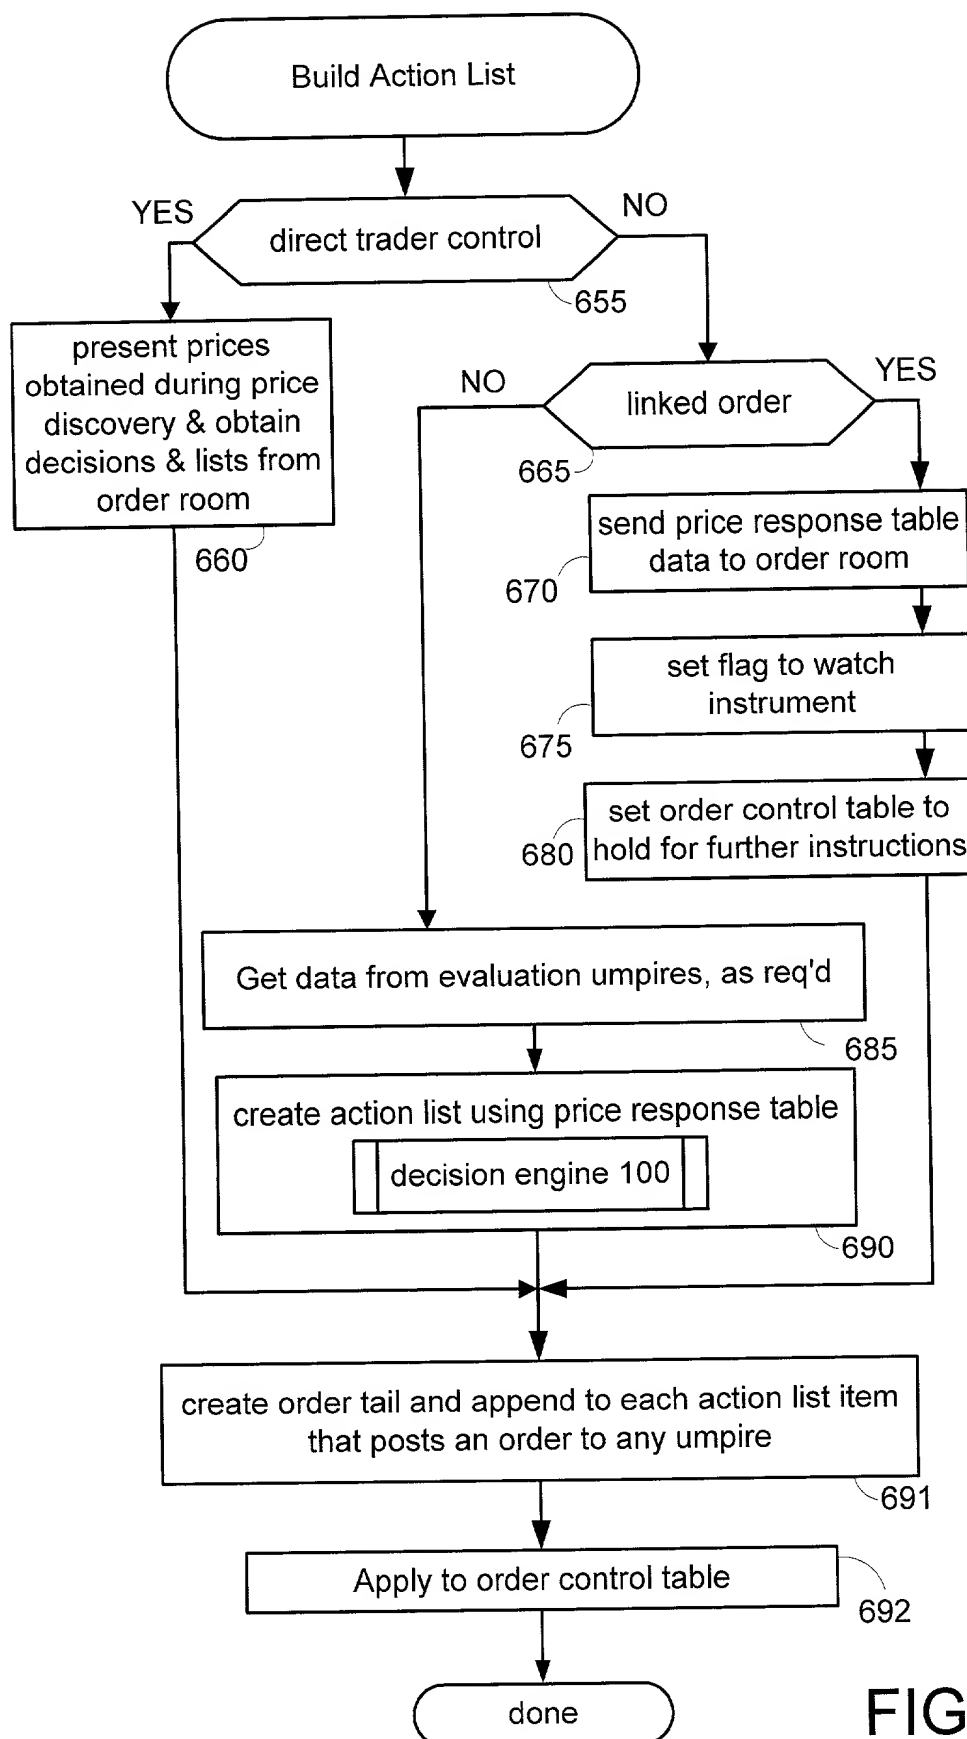 Build Action List
YES
NO
direct trader control
655
present prices
obtained during price
discovery & obtain
decisions & lists from
order room
660
NO
YES
linked order
665
send price response table
data to order room
670
set flag to watch
instrument
675
set order control table to
hold for further instructions
680
Get data from evaluation umpires, as req'd
685
create action list using price response table
decision engine 100
690
create order tail and append to each action list item
that posts an order to any umpire
691
Apply to order control table
692
done
FIG